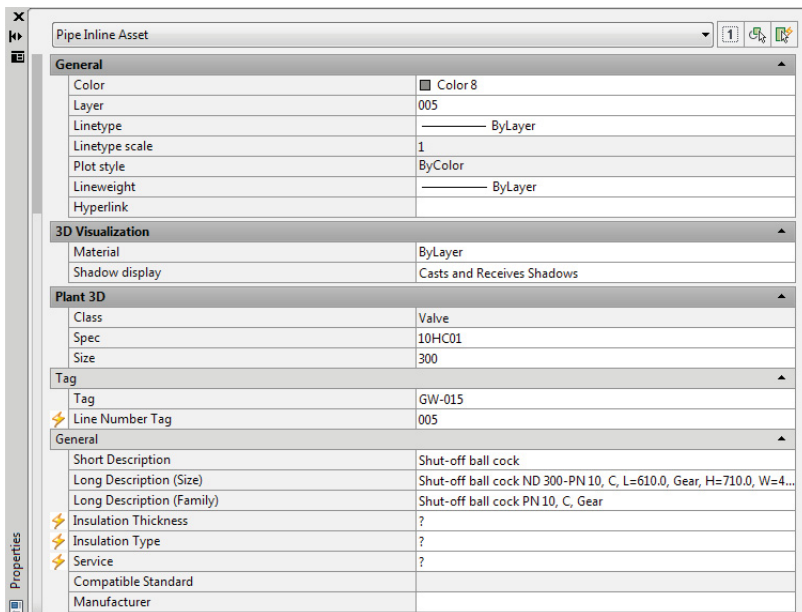 Pipe Inline Asset
General
Color Color 8
Layer 005
Linetype ByLayer
Linetype scale 1
Plot style ByColor
Lineweight ByLayer
Hyperlink
3D Visualization
Material ByLayer
Shadow display Casts and Receives Shadows
Plant 3D
Class Valve
Spec 10HC01
Size 300
Tag
Tag GW-015
Line Number Tag 005
General
Short Description Shut-off ball cock
Long Description (Size) Shut-off ball cock ND 300-PN 10, C, L=610.0, Gear, H=710.0, W=4...
Long Description (Family) Shut-off ball cock PN 10, C, Gear
Insulation Thickness ?
Insulation Type ?
Service ?
Compatible Standard
Manufacturer
Properties